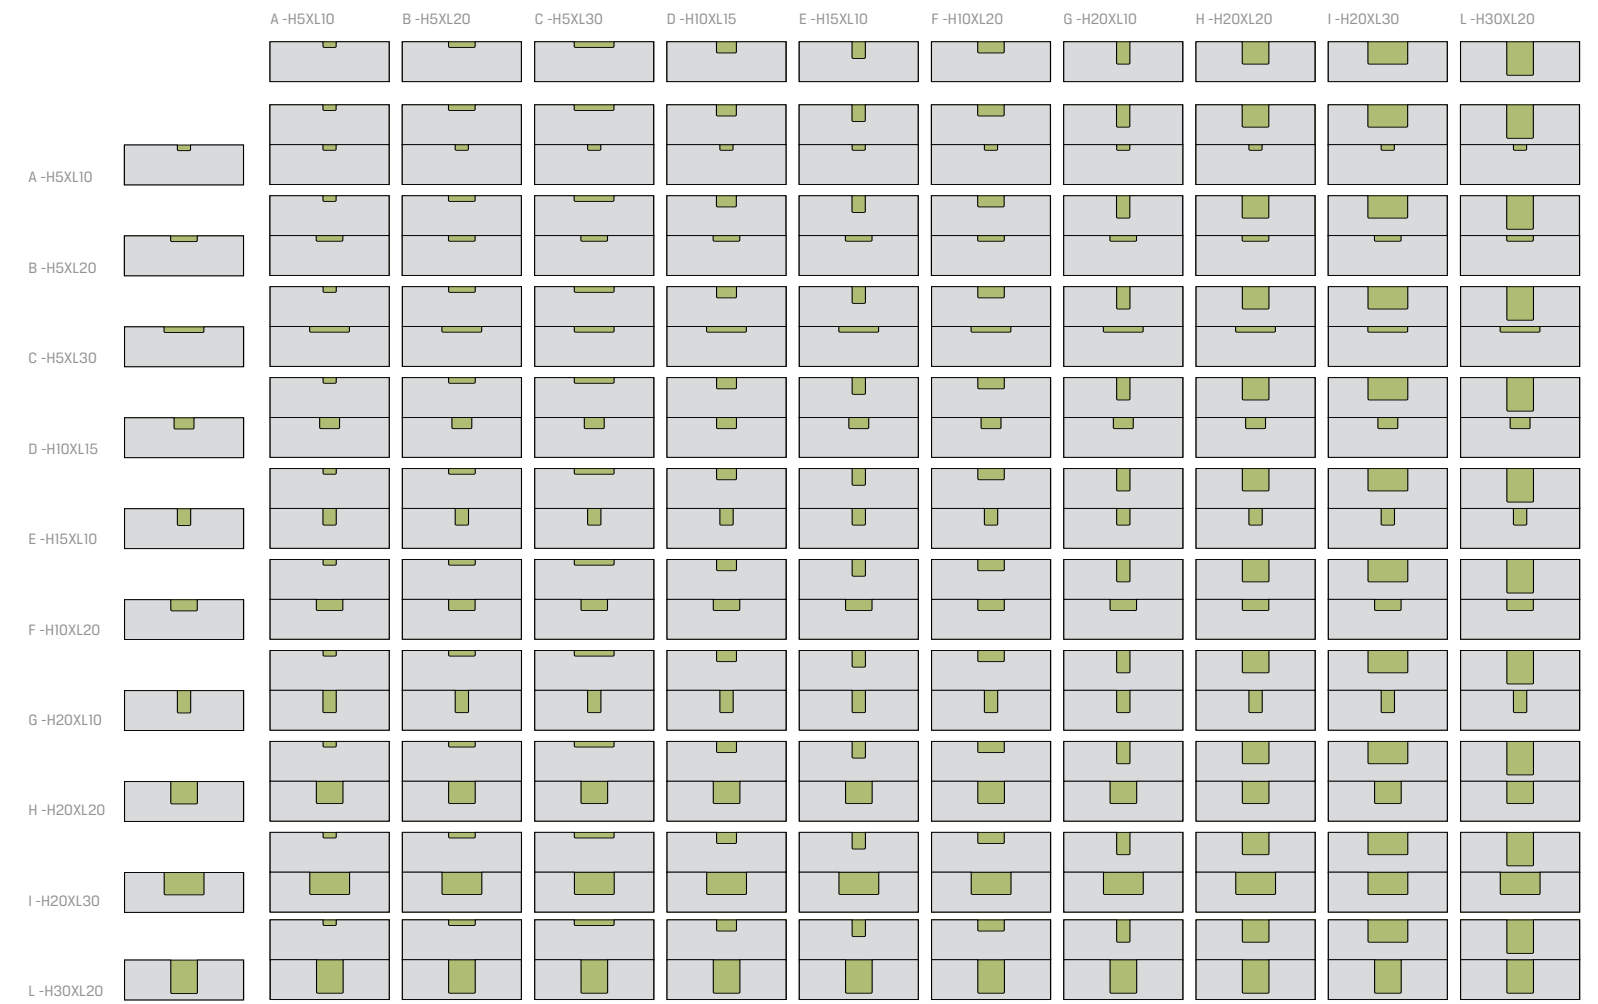 A -H5XL10 B -H5XL20 C -H5XL30 D -H10XL15 E -H15XL10 F -H10XL20 G -H20XL10 H -H20XL20 I -H20XL30 L -H30XL20
A -H5XL10
B -H5XL20
C -H5XL30
D -H10XL15
E -H15XL10
F -H10XL20
G -H20XL10
H -H20XL20
I -H20XL30
L -H30XL20